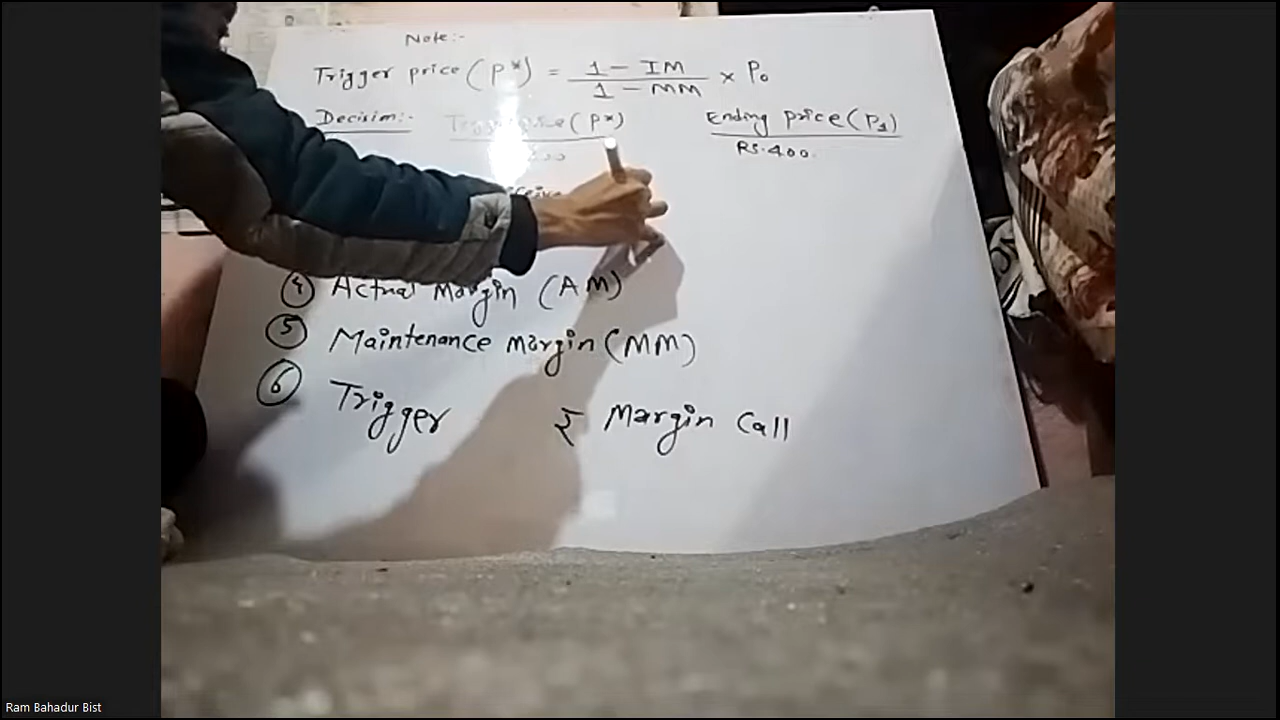 Note:-
Trigger price (P*) = 1 - IM / 1 - MM × P₀
Decision:- (P*) Ending price (P₁)
Rs. 400.
④ Actual Margin (AM)
⑤ Maintenance Margin (MM)
⑥ Trigger Margin Call
Ram Bahadur Bist